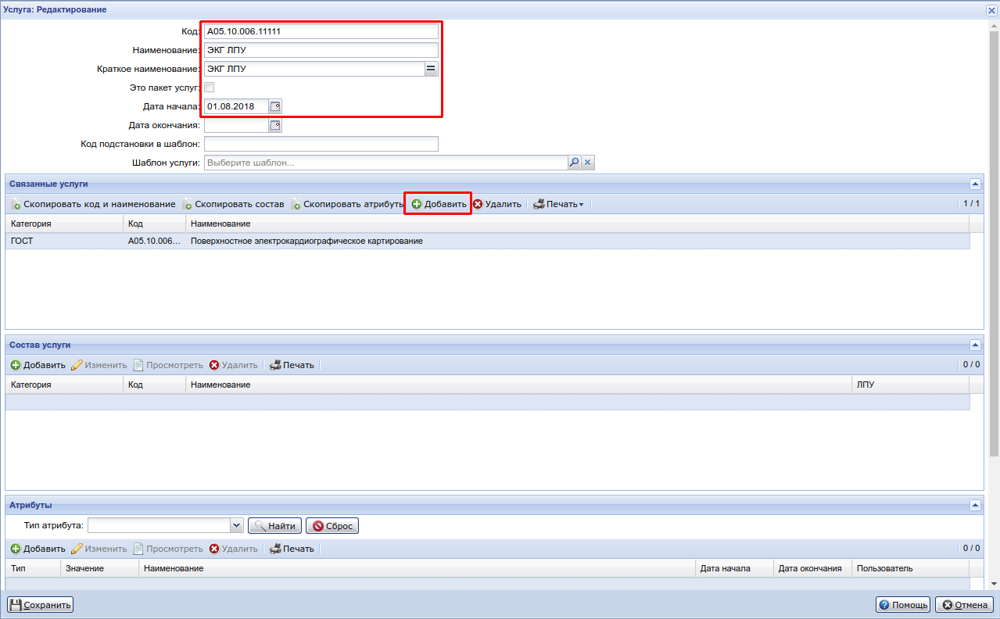 Услуга: Редактирование
Код: A05.10.006.11111
Наименование: ЭКГ ЛПУ
Краткое наименование: ЭКГ ЛПУ
Это пакет услуг:
Дата начала: 01.08.2018
Дата окончания:
Код подстановки в шаблон:
Шаблон услуги: Выберите шаблон...
Связанные услуги
Скопировать код и наименование Скопировать состав Скопировать атрибуть Добавить Удалить Печать 1 / 1
Категория Код Наименование
ГОСТ A05.10.006... Поверхностное электрокардиографическое картирование
Состав услуги
Добавить Изменить Просмотреть Удалить Печать 0 / 0
Категория Код Наименование ЛПУ
Атрибуты
Тип атрибута: Найти Сброс
Добавить Изменить Просмотреть Удалить Печать 0 / 0
Тип Значение Наименование Дата начала Дата окончания Пользователь
Сохранить Помощь Отмена